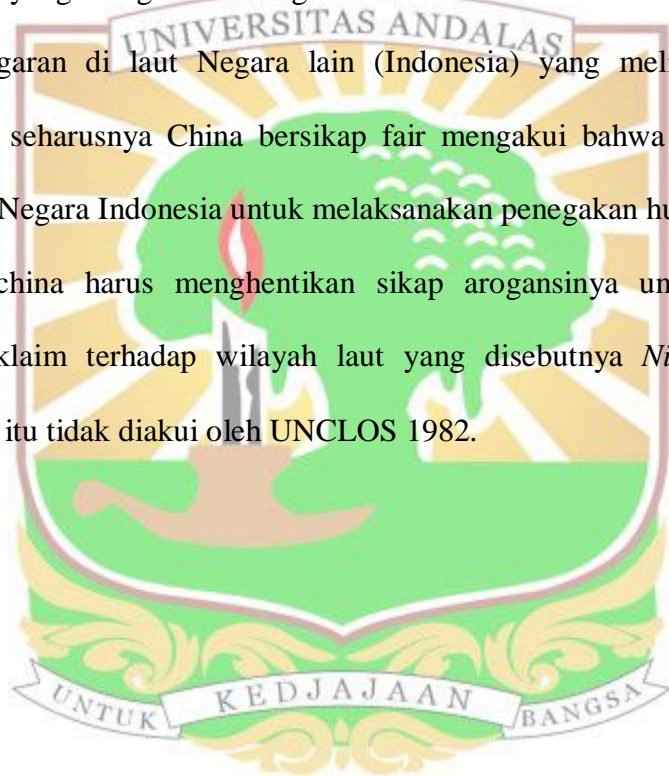 UNIVERSITAS ANDALAS
garan di laut Negara lain (Indonesia) yang meli
seharusnya China bersikap fair mengakui bahwa
Negara Indonesia untuk melaksanakan penegakan hu
china harus menghentikan sikap arogansinya un
klaim terhadap wilayah laut yang disebutnya Ni
itu tidak diakui oleh UNCLOS 1982.
UNTUK KEDJAJAAN BANGSA